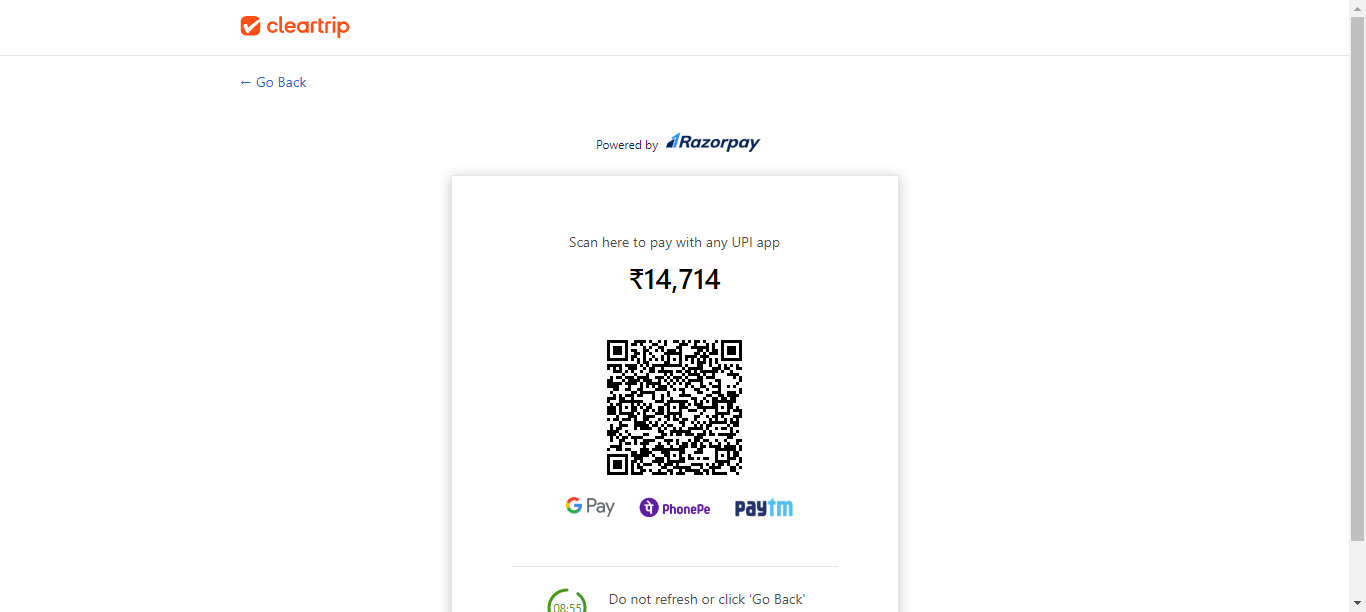 cleartrip
← Go Back
Powered by Razorpay
Scan here to pay with any UPI app
₹14,714
G Pay PhonePe paytm
08:55 Do not refresh or click 'Go Back'